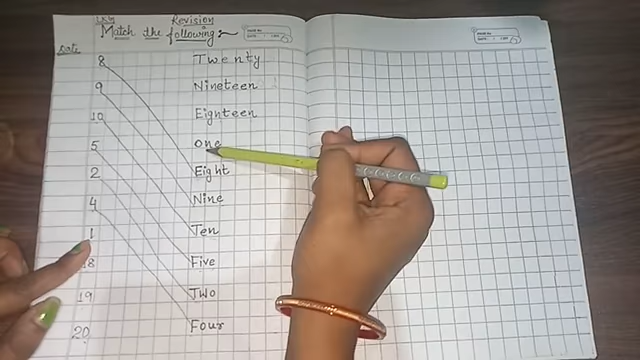 Revision
Match the following:-
Date
8 Twenty
9 Nineteen
10 Eighteen
5 One
2 Eight
4 Nine
1 Ten
18 Five
19 Two
20 Four